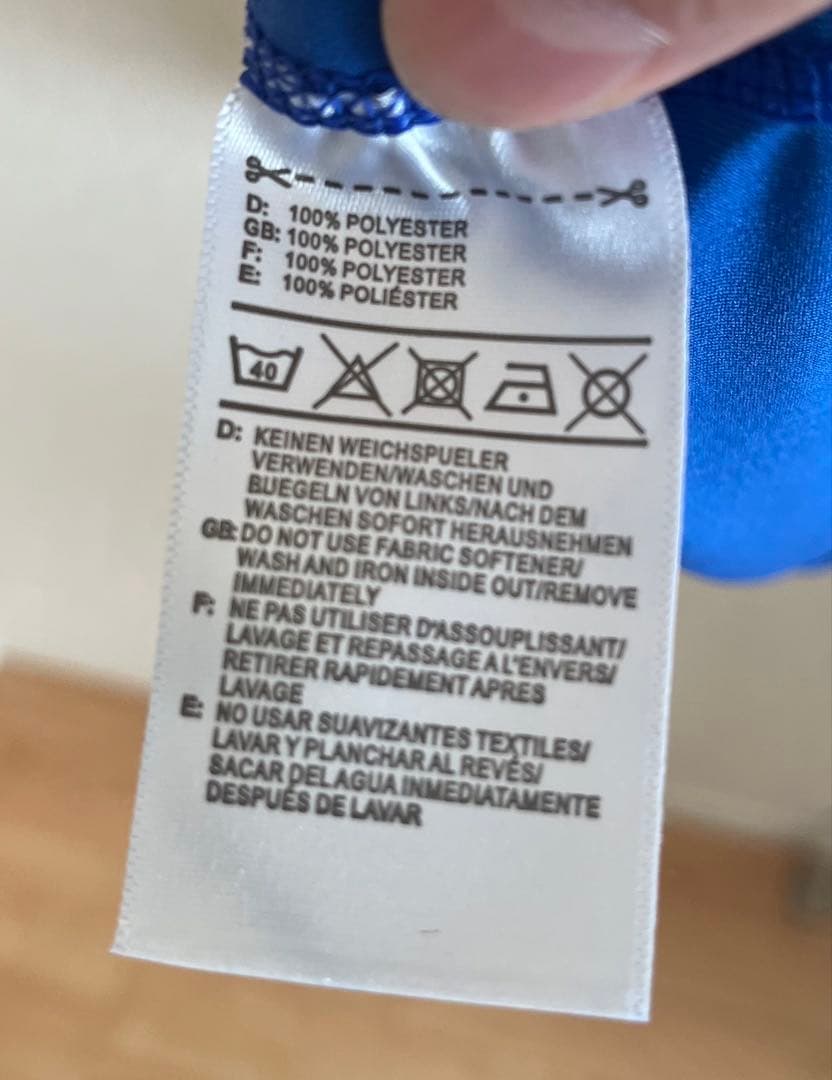 D: 100% POLYESTER
GB: 100% POLYESTER
F: 100% POLYESTER
E: 100% POLIÉSTER
40
D: KEINEN WEICHSPUELER
VERWENDEN/WASCHEN UND
BUEGELN VON LINKS/NACH DEM
WASCHEN SOFORT HERAUSNEHMEN
GB: DO NOT USE FABRIC SOFTENER/
WASH AND IRON INSIDE OUT/REMOVE
IMMEDIATELY
F: NE PAS UTILISER D'ASSOUPLISSANT/
LAVAGE ET REPASSAGE A L'ENVERS/
RETIRER RAPIDEMENT APRES
LAVAGE
E: NO USAR SUAVIZANTES TEXTILES/
LAVAR Y PLANCHAR AL REVÉS/
SACAR DEL AGUA INMEDIATAMENTE
DESPUÉS DE LAVAR